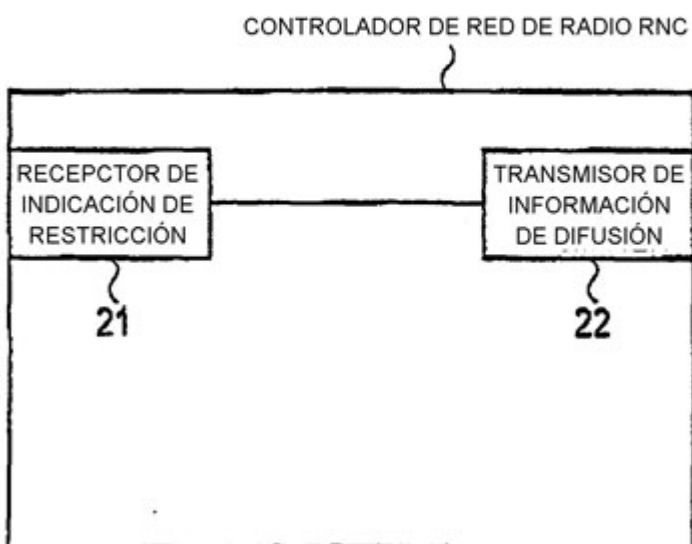 CONTROLADOR DE RED DE RADIO RNC
RECEPCTOR DE
INDICACIÓN DE
RESTRICCIÓN
21
TRANSMISOR DE
INFORMACIÓN
DE DIFUSIÓN
22